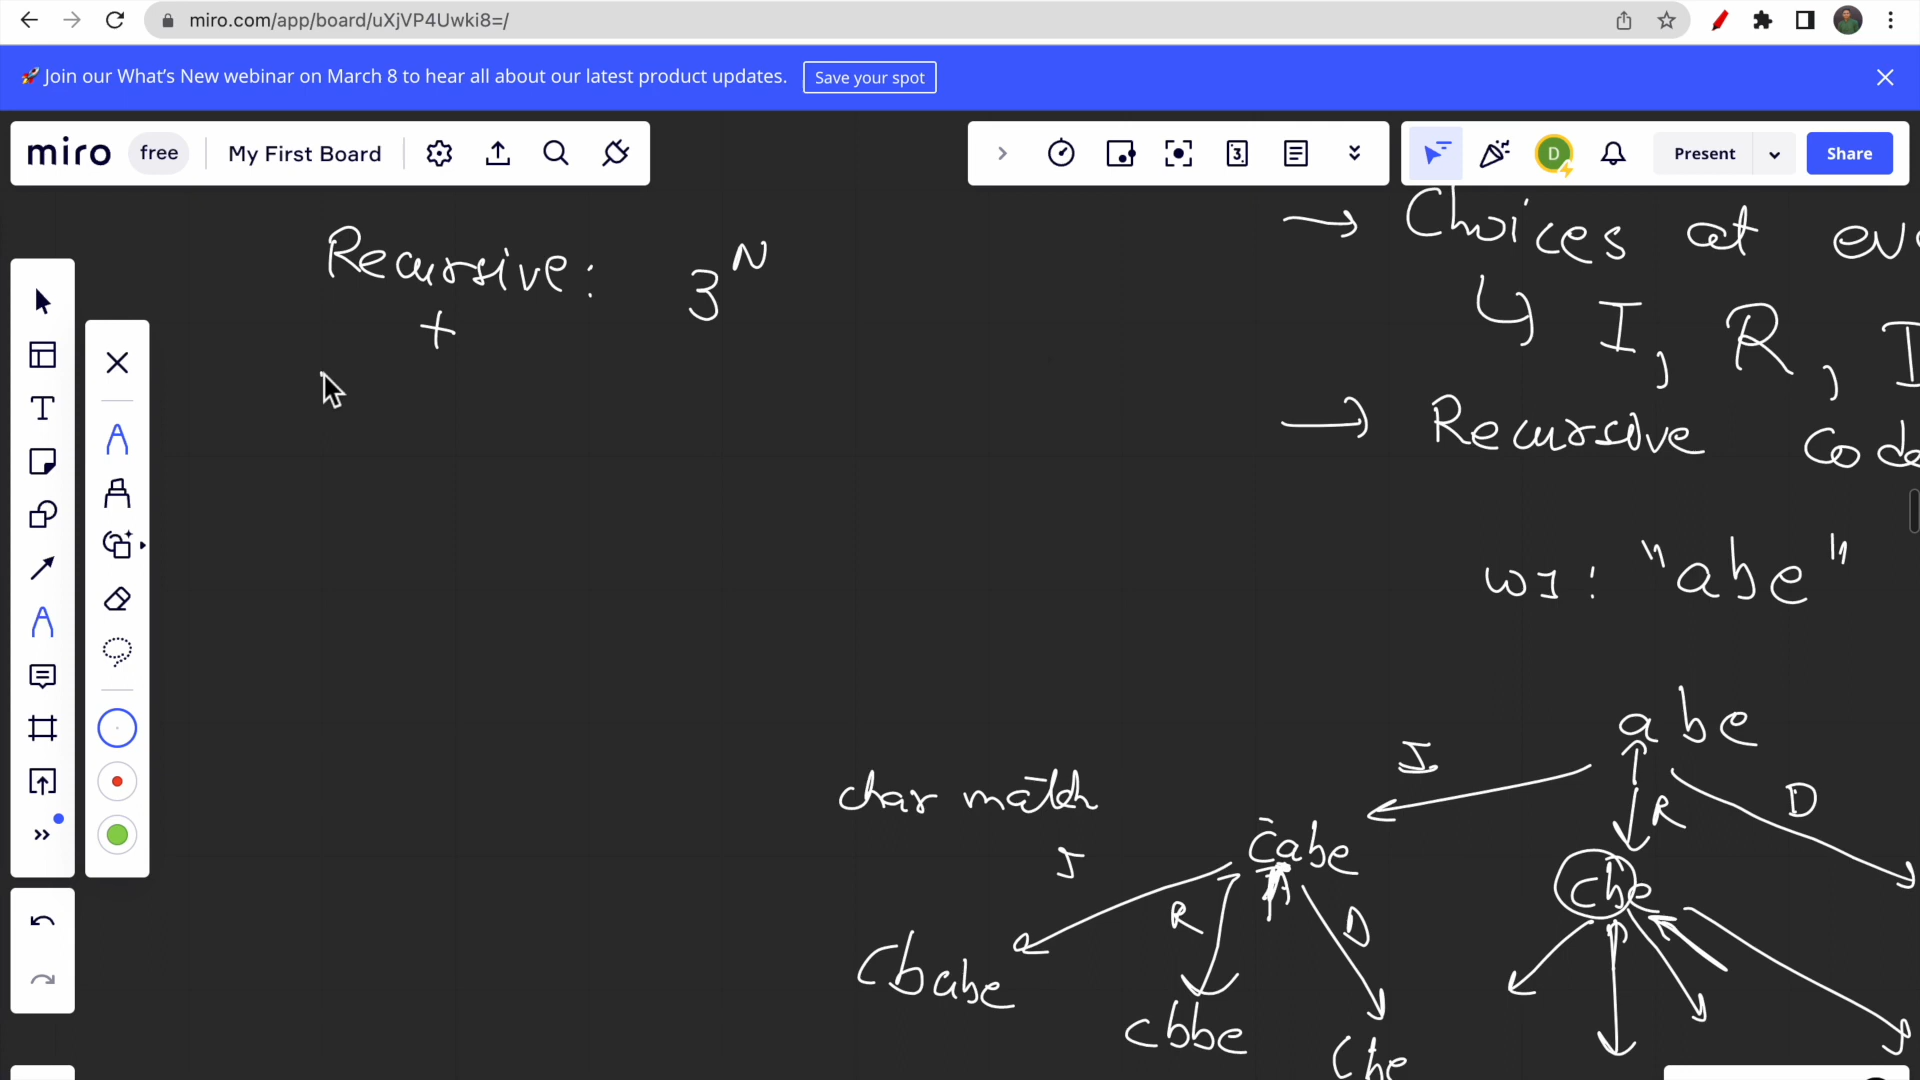 miro.com/app/board/uXjVP4Uwki8=/
🚀 Join our What's New webinar on March 8 to hear all about our latest product updates. Save your spot
miro free My First Board
3
D
Present
Share
Recursive: 3^N
+
→ Choices at eve
↳ I, R, D
→ Recursive code
w1: "abe"
abe
I
R
D
char match
cabe
cbe
I
R
D
cbabe
cbbe
cbe